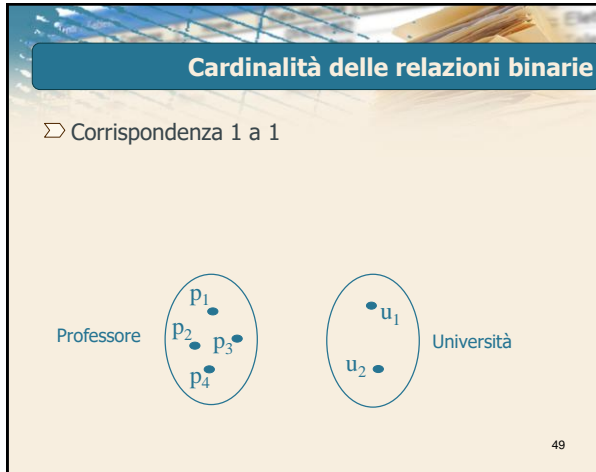 Cardinalità delle relazioni binarie
Corrispondenza 1 a 1
Professore
p1
p2
p3
p4
u1
u2
Università
49